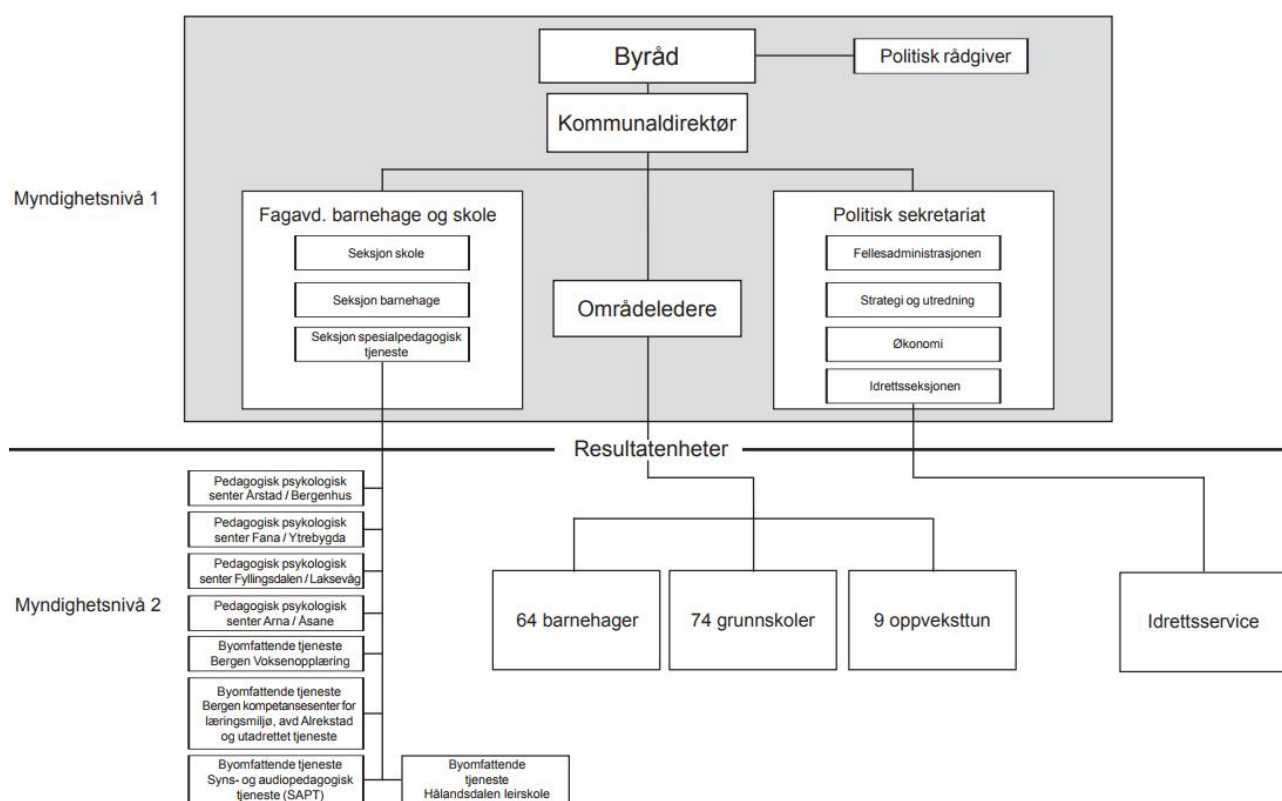 Byråd
Politisk rådgiver
Kommunaldirektør
Myndighetsnivå 1
Fagavd. barnehage og skole
Seksjon skole
Seksjon barnehage
Seksjon spesialpedagogisk
tjeneste
Områdeledere
Politisk sekretariat
Fellesadministrasjonen
Strategi og utredning
Økonomi
Idrettsseksjonen
Resultatenheter
Myndighetsnivå 2
Pedagogisk psykologisk
senter Årstad / Bergenhus
Pedagogisk psykologisk
senter Fana / Ytrebygda
Pedagogisk psykologisk
senter Fyllingsdalen / Laksevåg
Pedagogisk psykologisk
senter Arna / Åsane
Byomfattende tjeneste
Bergen Voksenopplæring
Byomfattende tjeneste
Bergen kompetansesenter for
læringsmiljø, avd Alrekstad
og utadrettet tjeneste
Byomfattende tjeneste
Syns- og audiopedagogisk
tjeneste (SAPT)
Byomfattende
tjeneste
Hålandsdalen leirskole
64 barnehager
74 grunnskoler
9 oppveksttun
Idrettsservice